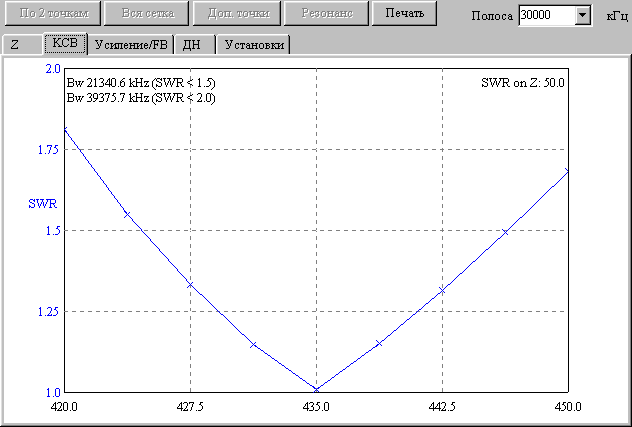 По 2 точкам Вся сетка Доп. точки Резонанс Печать Полоса 30000 кГц
Z КСВ Усиление/FB ДН Установки
2.0
Bw 21340.6 kHz (SWR < 1.5) SWR on Z: 50.0
Bw 39375.7 kHz (SWR < 2.0)
1.75
SWR
1.5
1.25
1.0
420.0 427.5 435.0 442.5 450.0